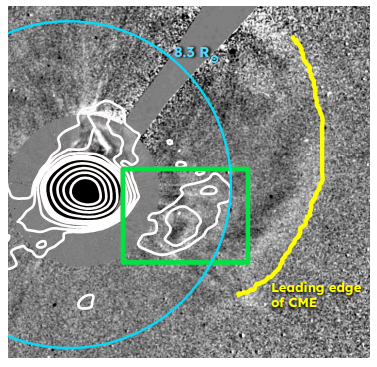 8.3 R☉
Leading edge
of CME